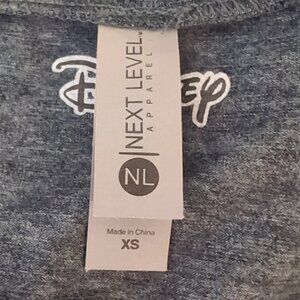 NEXT LEVEL
APPAREL
NL
Made in China
XS